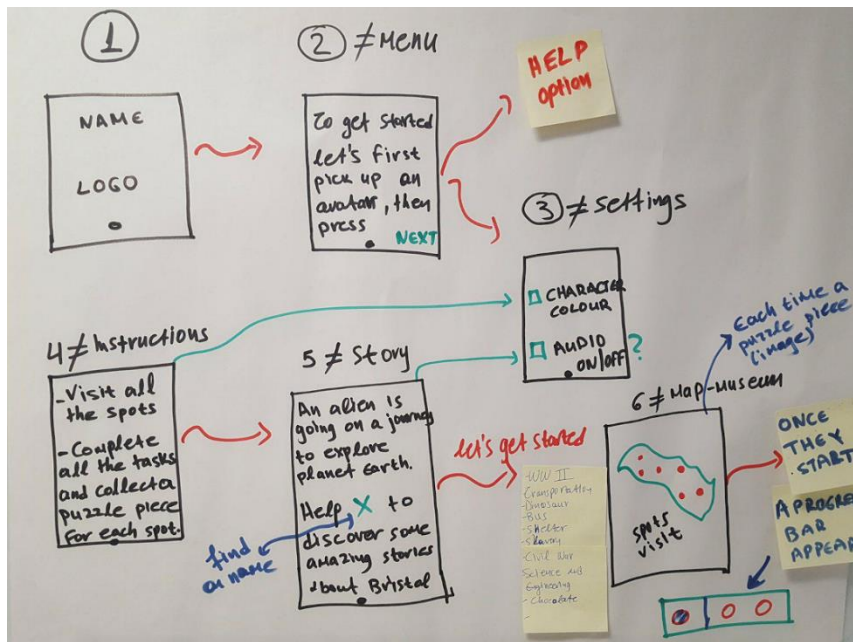 1
2 ≠ Menu
NAME
LOGO
To get started
let's first
pick up an
avatar, then
press
NEXT
HELP
option
3 ≠ Settings
CHARACTER
COLOUR
AUDIO
ON/OFF ?
4 ≠ Instructions
-Visit all
the spots
-Complete
all the tasks
and collect a
puzzle piece
for each spot.
5 ≠ Story
An alien is
going on a journey
to explore
planet Earth.
Help X to
discover some
amazing stories
about Bristol
find
a name
let's get started
-WW II
Transportation
-Dinosaur
-Shelter
-Slavery
-Civil War
Science and
Engineering
-Chocolate
6 ≠ Map-Museum
spots
visit
Each time a
puzzle piece
(image)
ONCE
THEY
START
A PROGRE
BAR
APPEAR